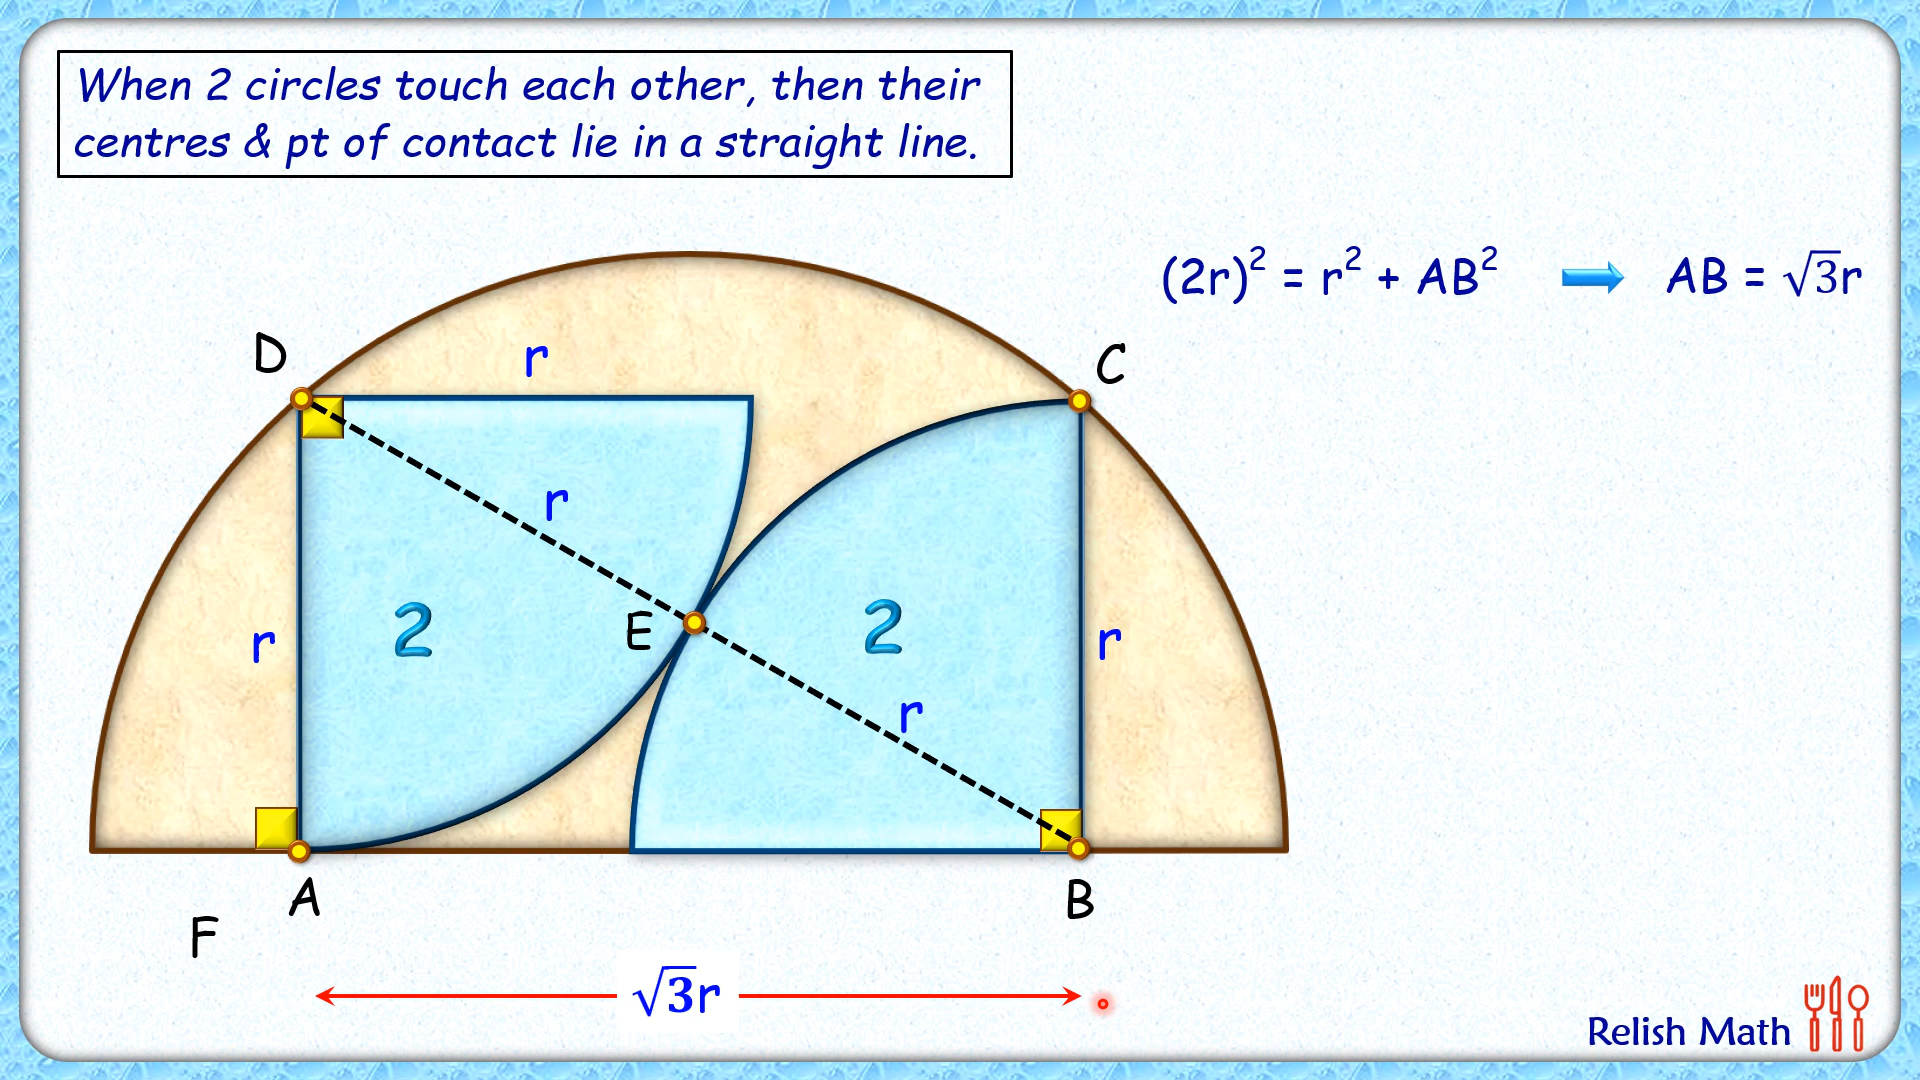 When 2 circles touch each other, then their
centres & pt of contact lie in a straight line.
(2r)² = r² + AB² ⇒ AB = √3r
D
r
C
r
2
E
2
r
r
r
A
B
F
√3r
Relish Math